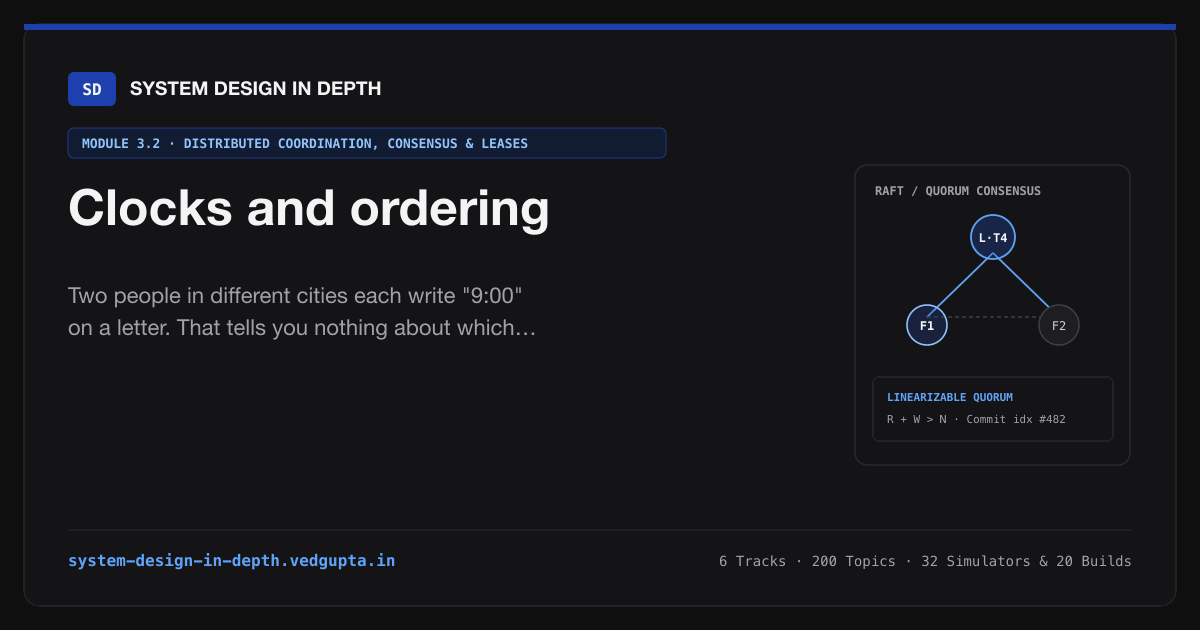 SD
SYSTEM DESIGN IN DEPTH
MODULE 3.2 · DISTRIBUTED COORDINATION, CONSENSUS & LEASES
Clocks and ordering
Two people in different cities each write "9:00"
on a letter. That tells you nothing about which…
RAFT / QUORUM CONSENSUS
L·T4
F1
F2
LINEARIZABLE QUORUM
R + W > N · Commit idx #482
system-design-in-depth.vedgupta.in
6 Tracks · 200 Topics · 32 Simulators & 20 Builds